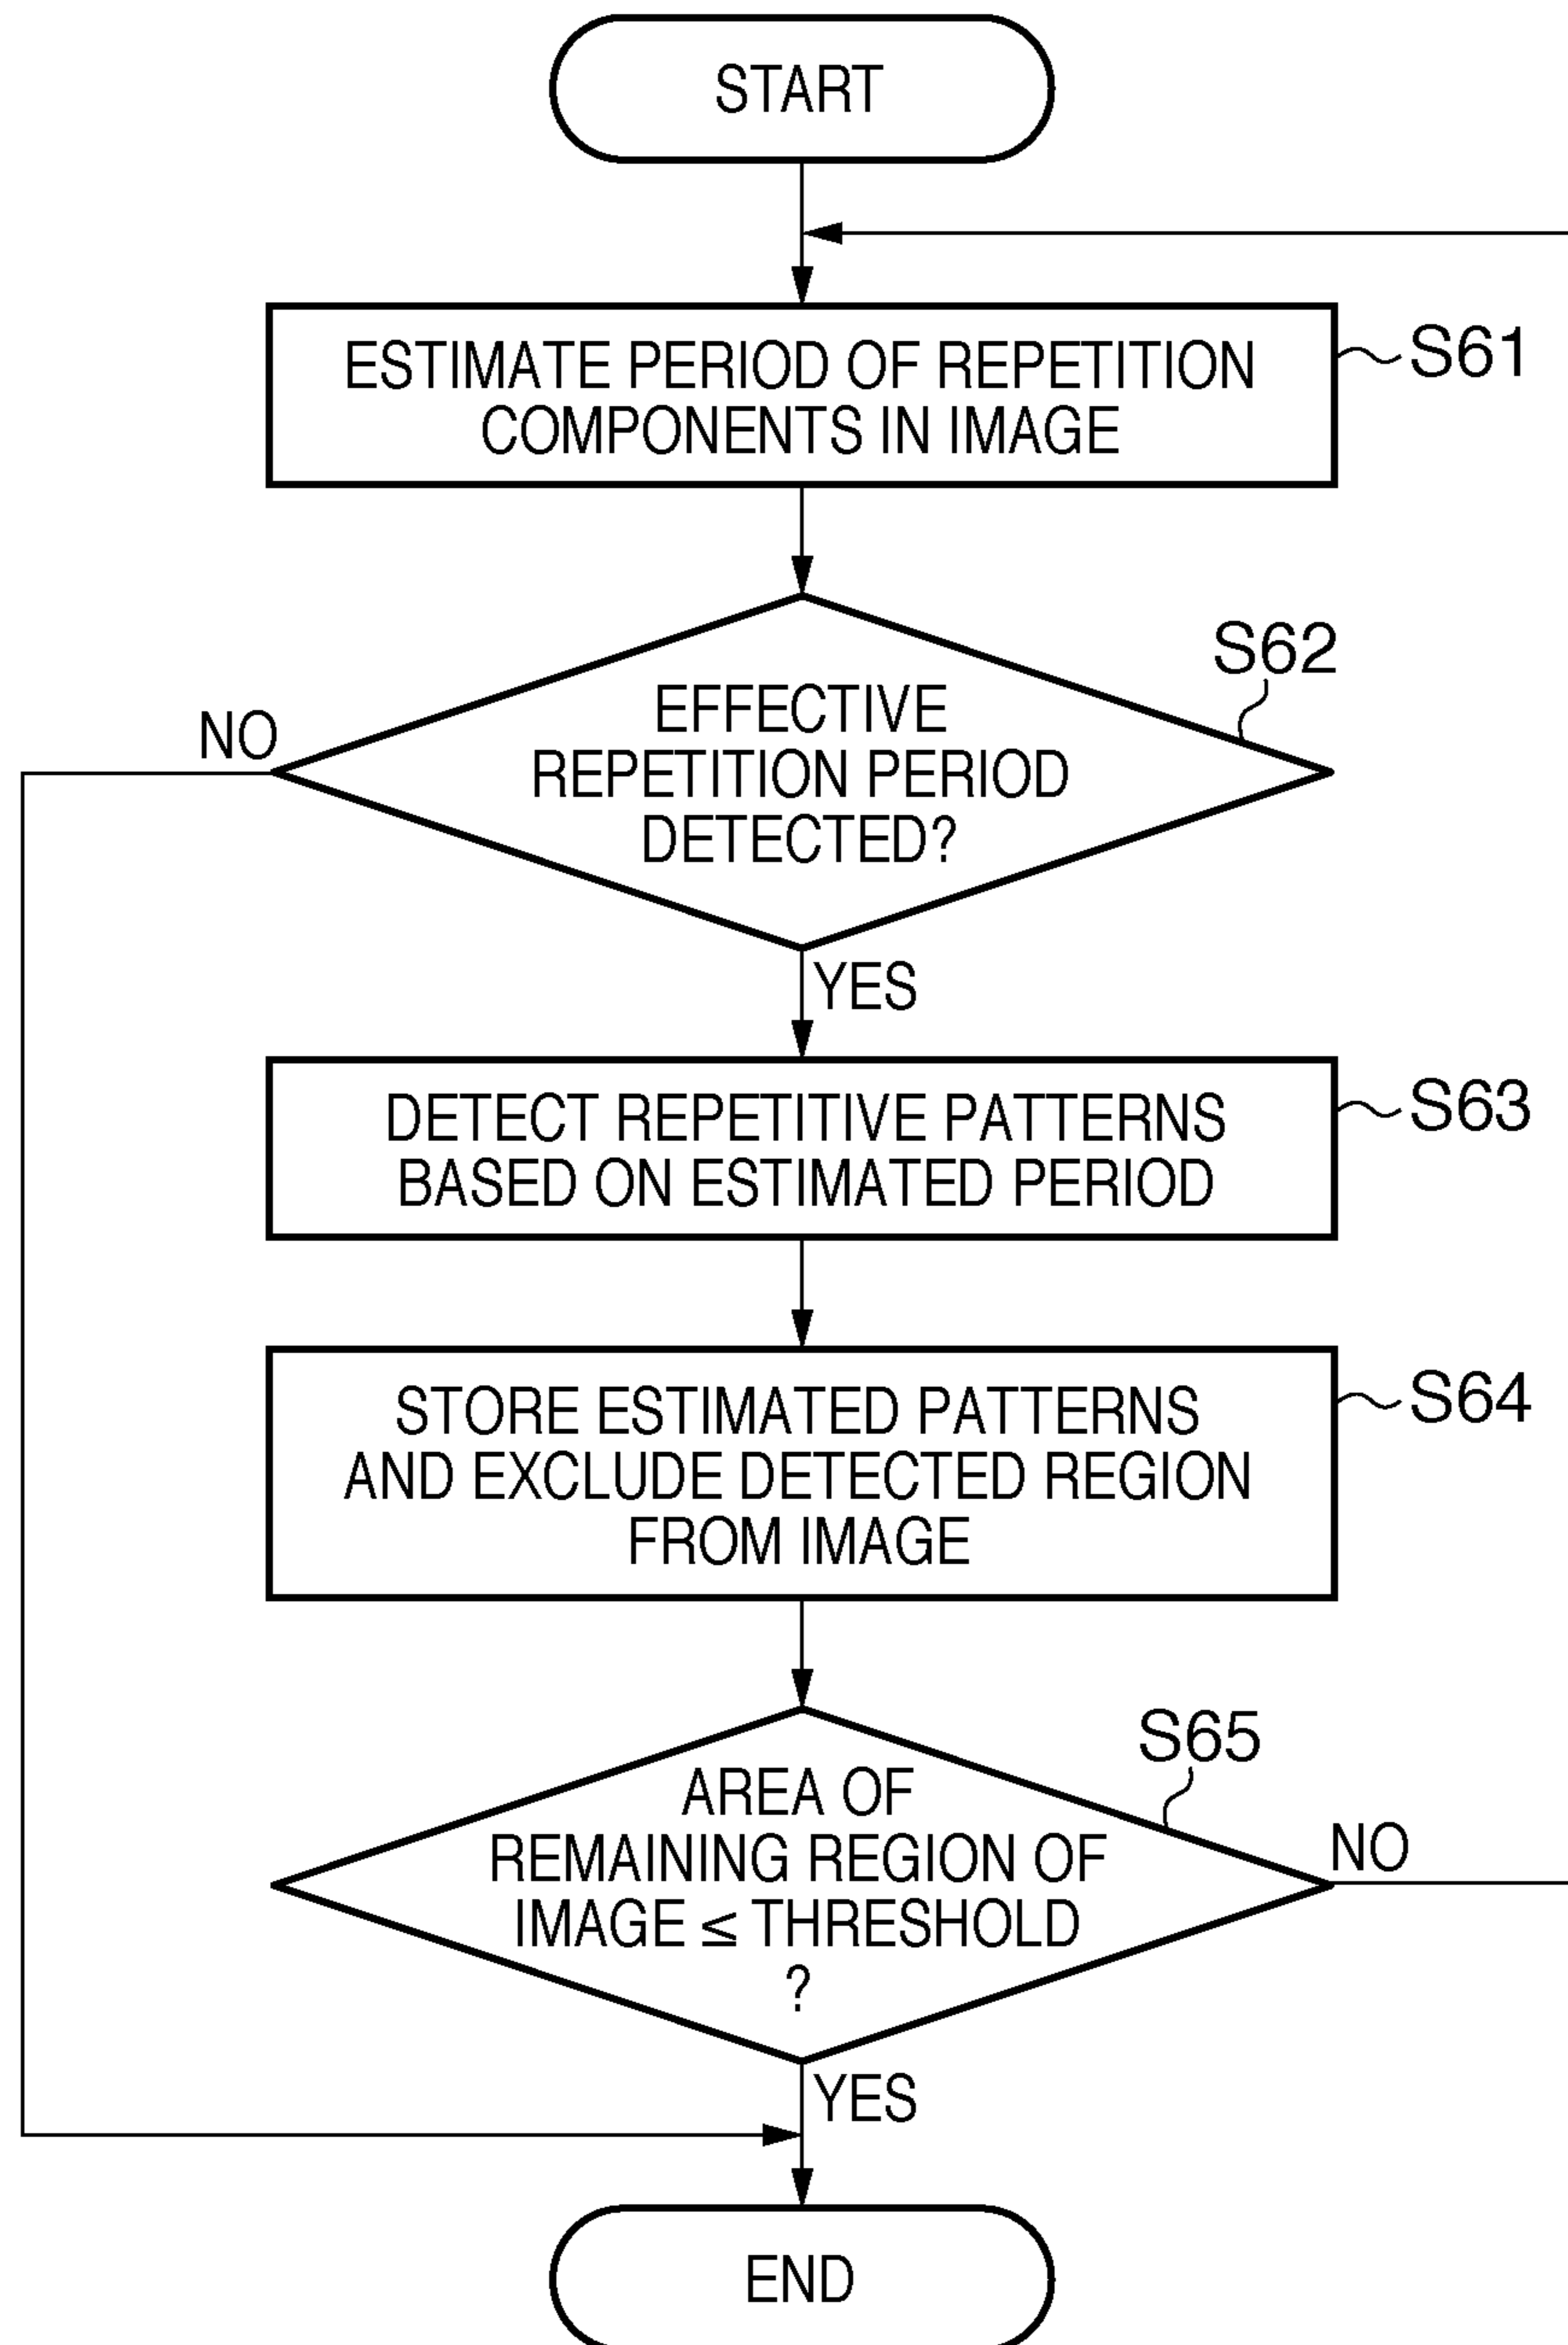 START
ESTIMATE PERIOD OF REPETITION
COMPONENTS IN IMAGE
S61
S62
EFFECTIVE
REPETITION PERIOD
DETECTED?
NO
YES
DETECT REPETITIVE PATTERNS
BASED ON ESTIMATED PERIOD
S63
STORE ESTIMATED PATTERNS
AND EXCLUDE DETECTED REGION
FROM IMAGE
S64
S65
AREA OF
REMAINING REGION OF
IMAGE ≤ THRESHOLD
?
NO
YES
END